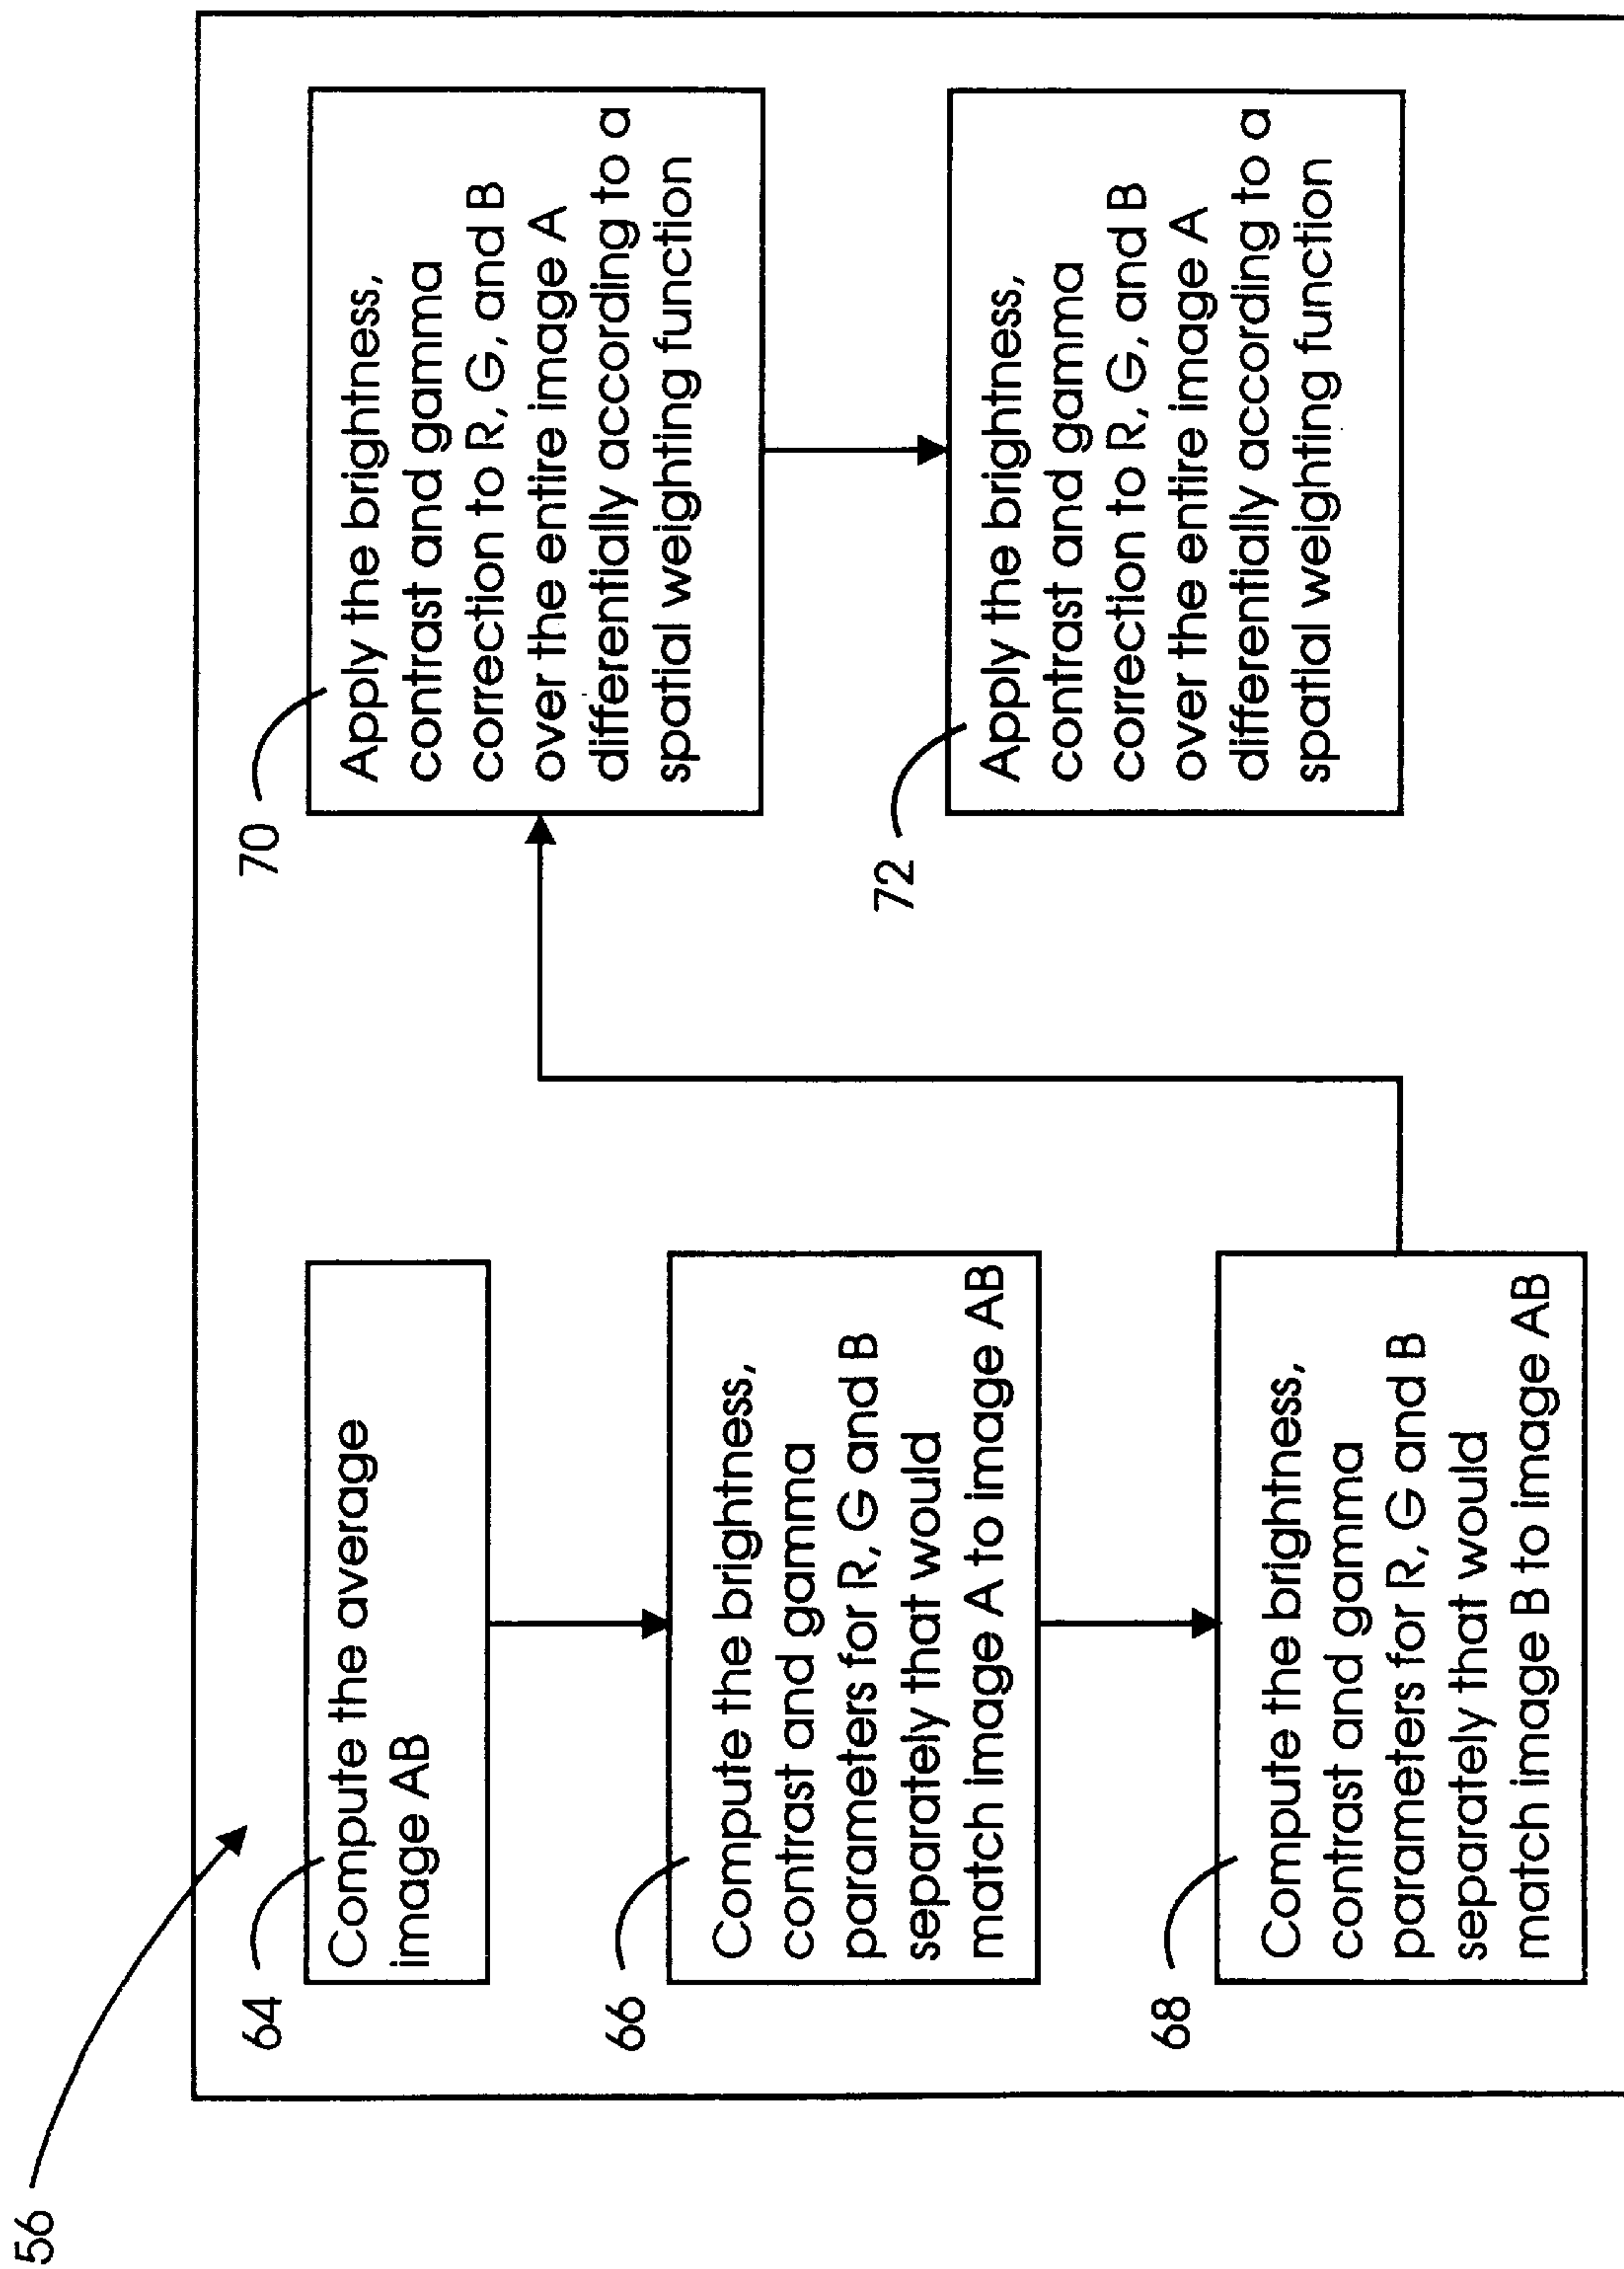 56
64
Compute the average
image AB
66
Compute the brightness,
contrast and gamma
parameters for R, G and B
separately that would
match image A to image AB
68
Compute the brightness,
contrast and gamma
parameters for R, G and B
separately that would
match image B to image AB
70
Apply the brightness,
contrast and gamma
correction to R, G, and B
over the entire image A
differentially according to a
spatial weighting function
72
Apply the brightness,
contrast and gamma
correction to R, G, and B
over the entire image A
differentially according to a
spatial weighting function